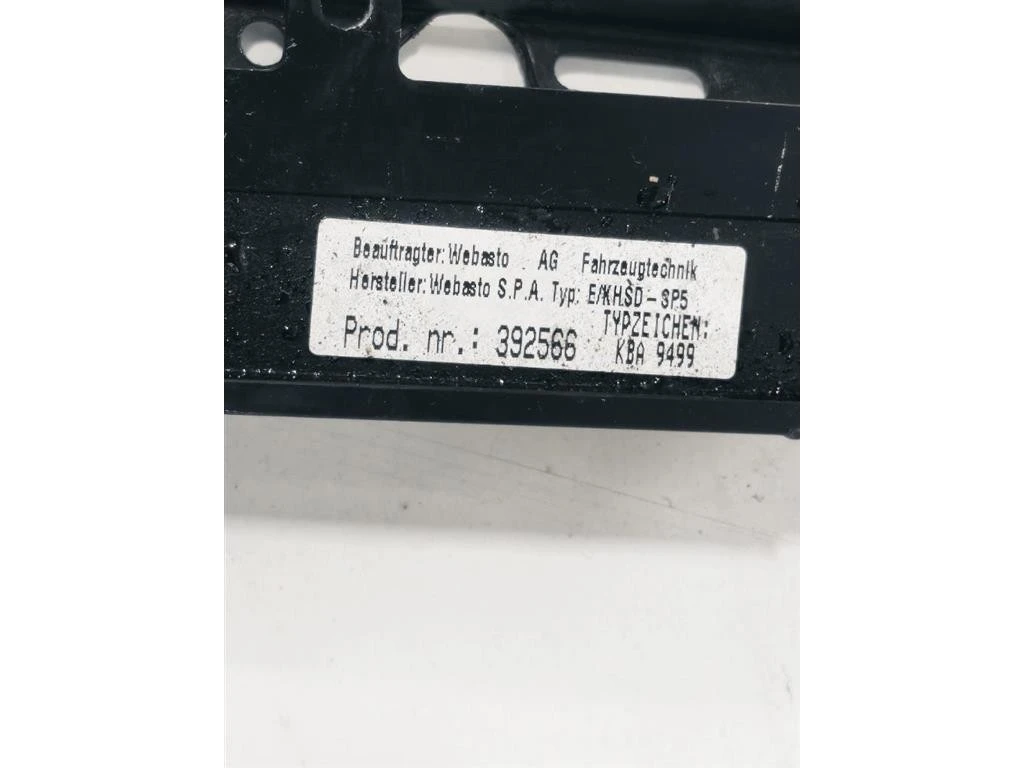 Beauftragter: Webasto AG Fahrzeugtechnik
Hersteller: Webasto S.P.A. Typ: E/KHSD-SP5
TYPZEICHEN:
Prod. nr.: 392566 KBA 9499